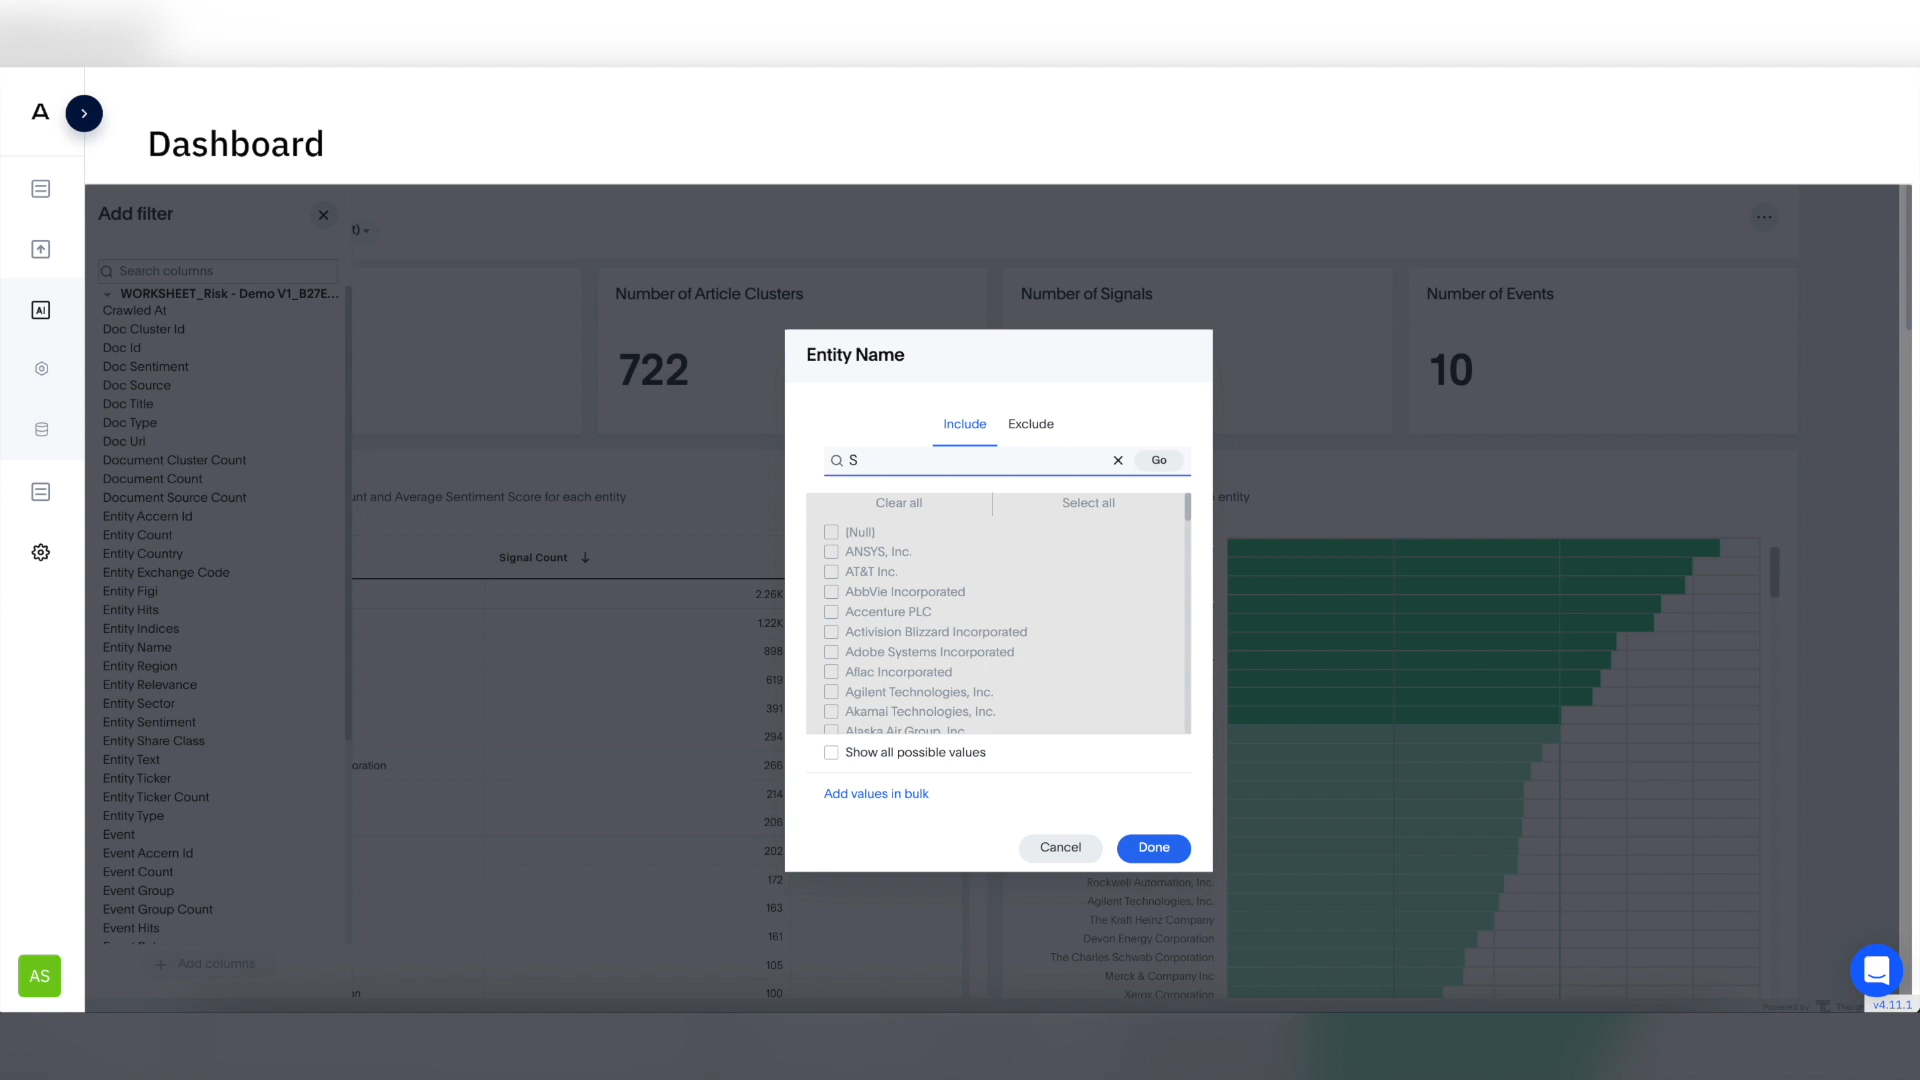 A
Dashboard
Add filter
t)
Search columns
WORKSHEET_Risk - Demo V1_B27E...
Crawled At
Doc Cluster Id
Doc Id
Doc Sentiment
Doc Source
Doc Title
Doc Type
Doc Url
Document Cluster Count
Document Count
Document Source Count
Entity Accern Id
Entity Count
Entity Country
Entity Exchange Code
Entity Figi
Entity Hits
Entity Indices
Entity Name
Entity Region
Entity Relevance
Entity Sector
Entity Sentiment
Entity Share Class
Entity Text
Entity Ticker
Entity Ticker Count
Entity Type
Event
Event Accern Id
Event Count
Event Group
Event Group Count
Event Hits
Add columns
AI
AS
Number of Article Clusters
722
Number of Signals
Number of Events
10
unt and Average Sentiment Score for each entity
entity
Signal Count
2.26K
1.22K
898
619
391
294
oration
266
214
206
202
172
163
161
105
on
100
Entity Name
Include
Exclude
S
Go
Clear all
Select all
{Null}
ANSYS, Inc.
AT&T Inc.
AbbVie Incorporated
Accenture PLC
Activision Blizzard Incorporated
Adobe Systems Incorporated
Aflac Incorporated
Agilent Technologies, Inc.
Akamai Technologies, Inc.
Alaska Air Group, Inc.
Show all possible values
Add values in bulk
Cancel
Done
Rockwell Automation, Inc.
Agilent Technologies, Inc.
The Kraft Heinz Company
Devon Energy Corporation
The Charles Schwab Corporation
Merck & Company Inc
Xerox Corporation
Powered by
v4.11.1